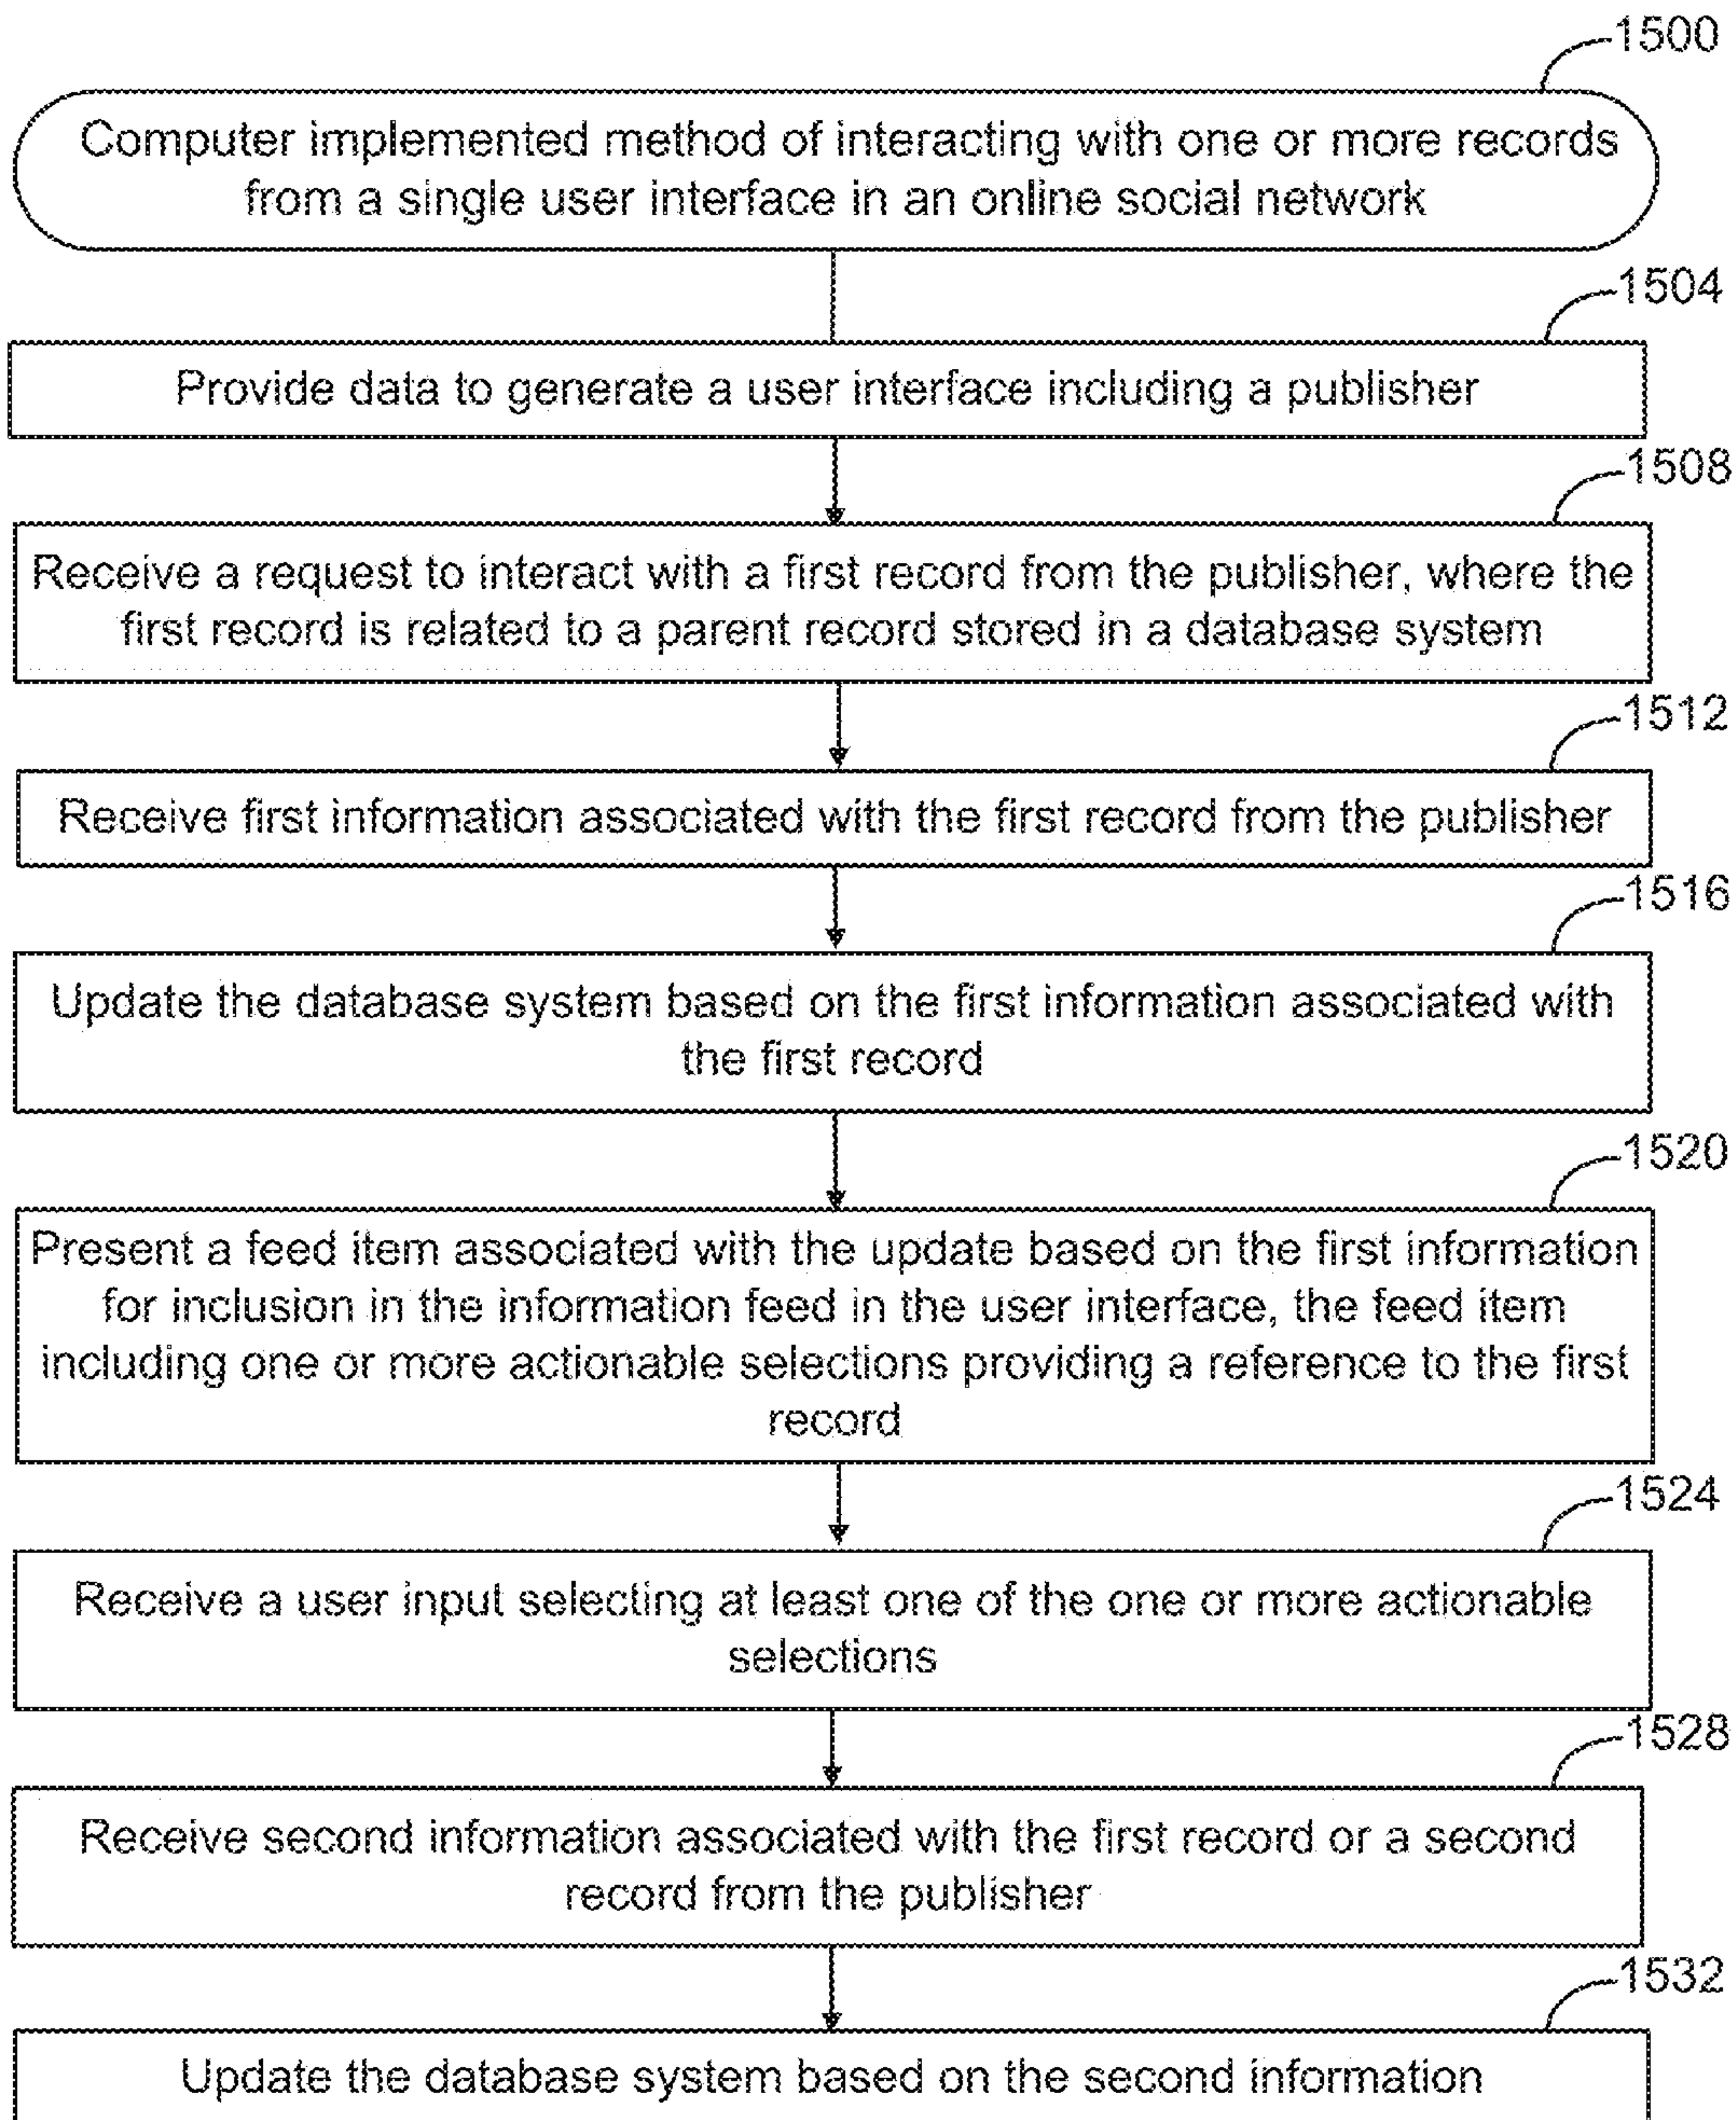 1500
Computer implemented method of interacting with one or more records
from a single user interface in an online social network
1504
Provide data to generate a user interface including a publisher
1508
Receive a request to interact with a first record from the publisher, where the
first record is related to a parent record stored in a database system
1512
Receive first information associated with the first record from the publisher
1516
Update the database system based on the first information associated with
the first record
1520
Present a feed item associated with the update based on the first information
for inclusion in the information feed in the user interface, the feed item
including one or more actionable selections providing a reference to the first
record
1524
Receive a user input selecting at least one of the one or more actionable
selections
1528
Receive second information associated with the first record or a second
record from the publisher
1532
Update the database system based on the second information